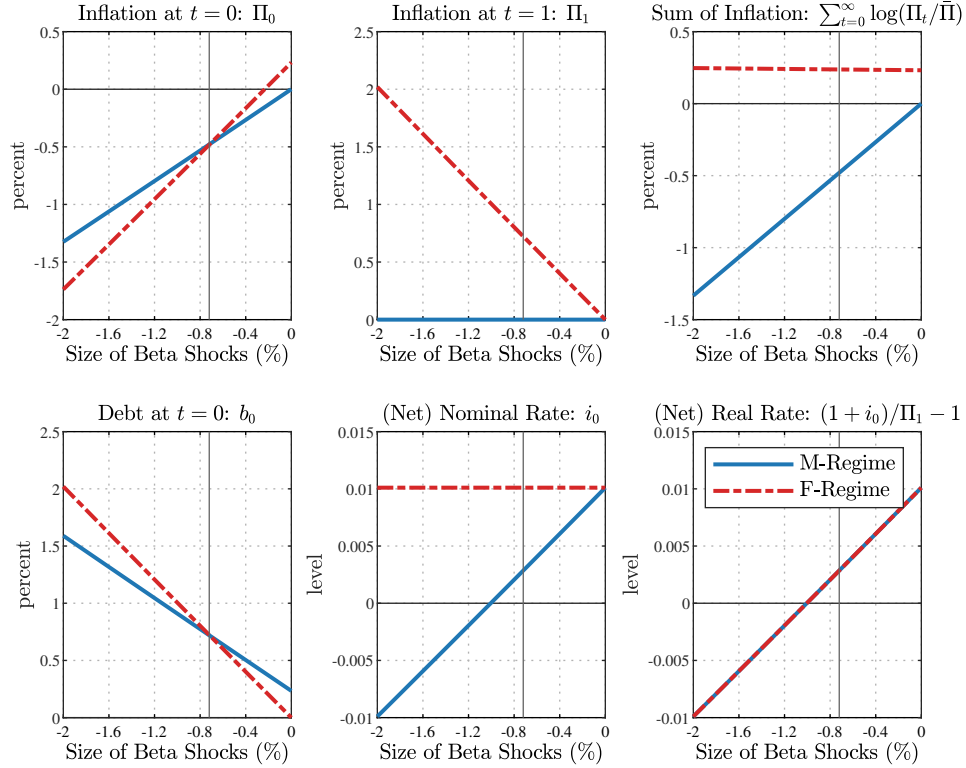 Inflation at t = 0: Π₀
0.5
0
-0.5
-1
-1.5
-2
percent
-2 -1.6 -1.2 -0.8 -0.4 0
Size of Beta Shocks (%)
Inflation at t = 1: Π₁
2.5
2
1.5
1
0.5
0
percent
-2 -1.6 -1.2 -0.8 -0.4 0
Size of Beta Shocks (%)
Sum of Inflation: ∑_{t=0}^{∞} log(Π_t/Π̄)
0.5
0
-0.5
-1
-1.5
percent
-2 -1.6 -1.2 -0.8 -0.4 0
Size of Beta Shocks (%)
Debt at t = 0: b₀
2.5
2
1.5
1
0.5
0
percent
-2 -1.6 -1.2 -0.8 -0.4 0
Size of Beta Shocks (%)
(Net) Nominal Rate: i₀
0.015
0.01
0.005
0
-0.005
-0.01
level
-2 -1.6 -1.2 -0.8 -0.4 0
Size of Beta Shocks (%)
(Net) Real Rate: (1 + i₀)/Π₁ − 1
0.015
0.01
0.005
0
-0.005
-0.01
level
M-Regime
F-Regime
-2 -1.6 -1.2 -0.8 -0.4 0
Size of Beta Shocks (%)